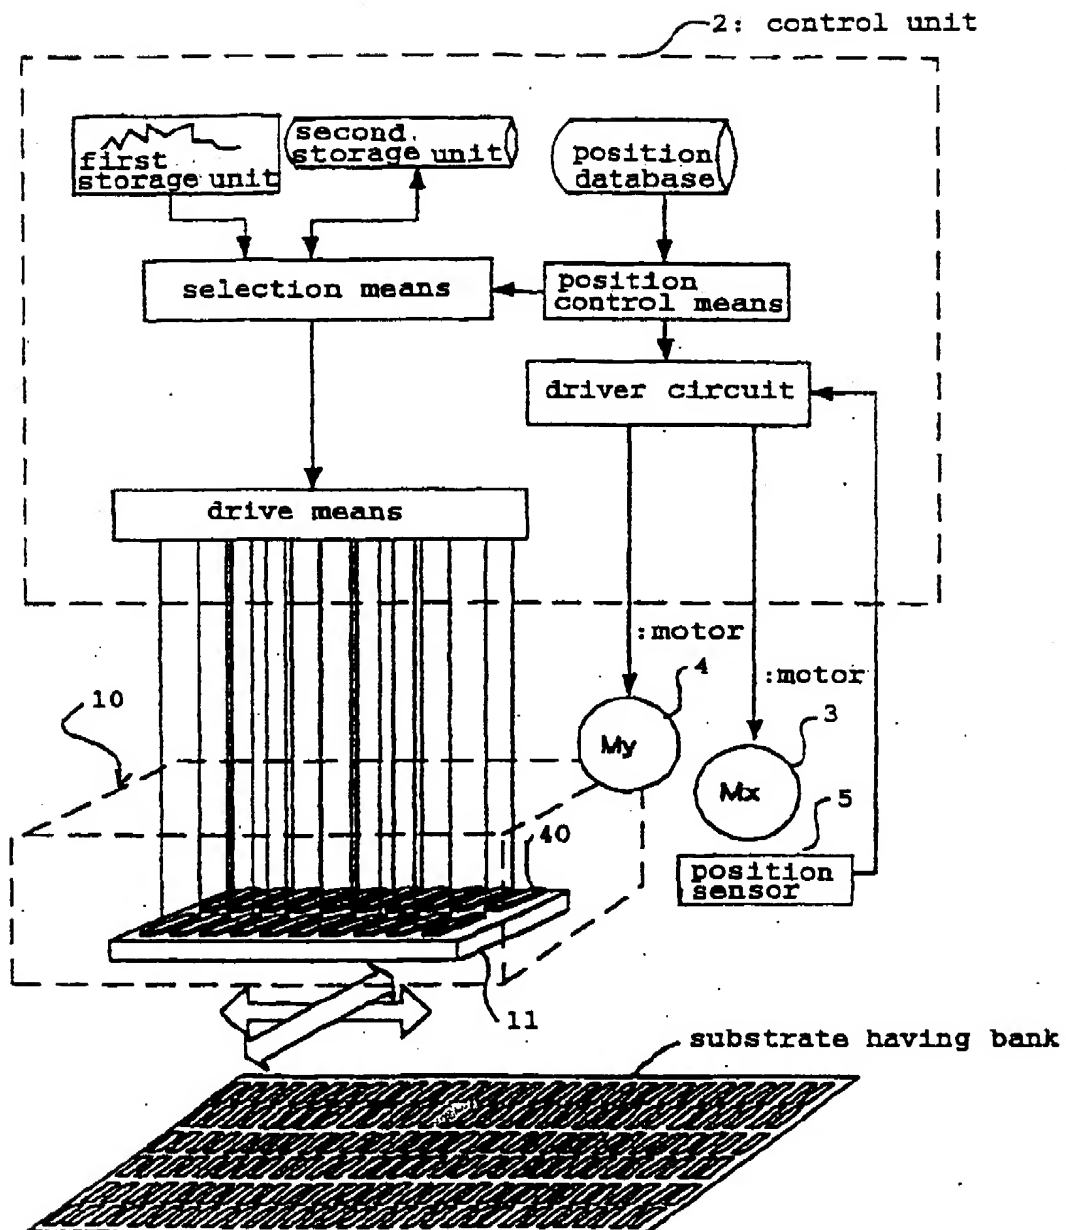 2: control unit
first
storage unit
second
storage unit
position
database
selection means
position
control means
driver circuit
drive means
:motor
:motor
4
10
3
My
Mx
5
40
position
sensor
11
substrate having bank